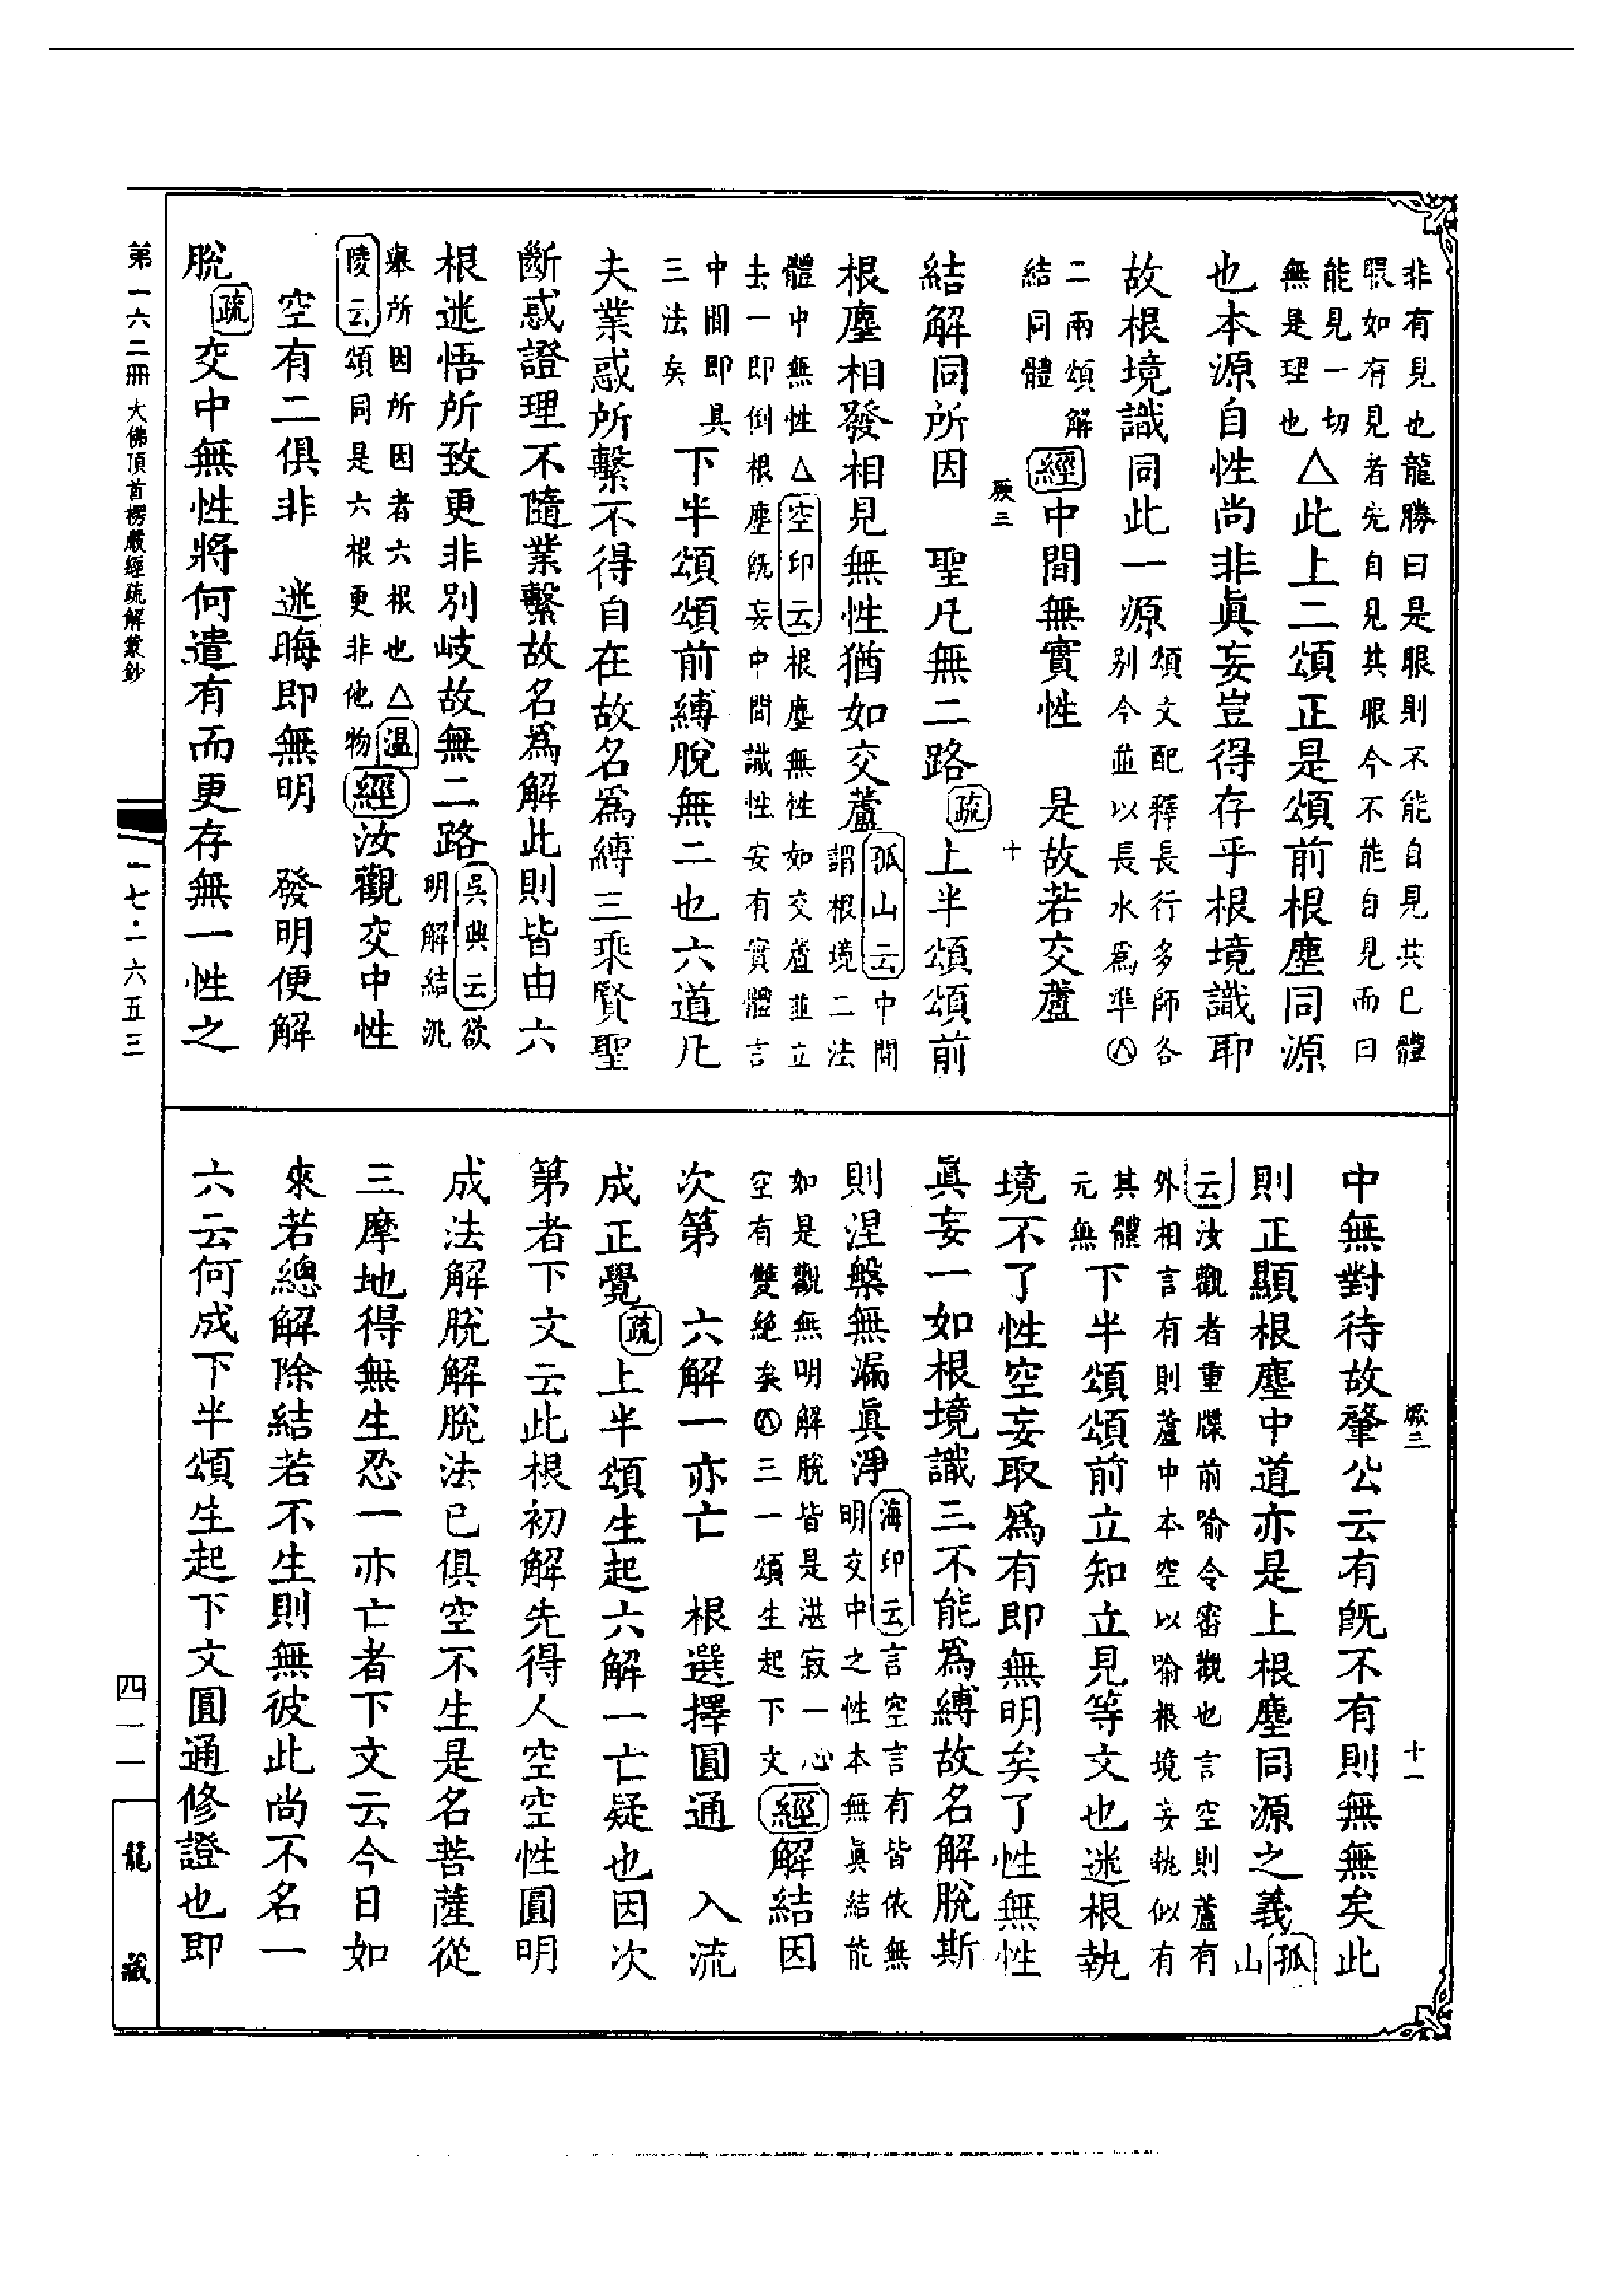 非有見也龍勝曰是眼則不能自見其己體
眼如有見者先自見其眼今不能自見而曰
能見一切
無是理也
△此上二頌正是頌前根塵同源
也本源自性尚非眞妄豈得存乎根境識耶
故根境識同此一源
頌文配釋長行多師各
別今並以長水爲準㊇
二兩頌解
結同體
經中間無實性　是故若交蘆
厥三　十
結解同所因　聖凡無二路疏上半頌頌前
根塵相發相見無性猶如交蘆
孤山云中間
謂根境二法
體中無性△空印云根塵無性如交蘆並立
去一即倒根塵旣妄中間識性安有實體言
中間即具
三法矣
下半頌頌前縛脫無二也六道凡
夫業惑所繫不得自在故名爲縛三乘賢聖
斷惑證理不隨業繫故名爲解此則皆由六
根迷悟所致更非別岐故無二路
吳興云欲
明解結洮
舉所因所因者六根也△溫
陵云頌同是六根更非他物
經汝觀交中性
空有二俱非　迷晦即無明　發明便解
脫疏交中無性將何遣有而更存無一性之
第一六二冊　大佛頂首楞嚴經疏解蒙鈔
一七·一六五三
中無對待故肇公云有旣不有則無無矣此
厥三　十一
則正顯根塵中道亦是上根塵同源之義
孤
山
云汝觀者重牒前喻令審觀也言空則蘆有
外相言有則蘆中本空以喻根境妄執似有
其體
元無
下半頌頌前立知立見等文也迷根執
境不了性空妄取爲有即無明矣了性無性
眞妄一如根境識三不能爲縛故名解脫斯
則涅槃無漏眞淨
海印云言空言有皆依無
明交中之性本無眞結能
如是觀無明解脫皆是湛寂一心
空有雙絕矣㊇三一頌生起下文
經解結因
次第　六解一亦亡　根選擇圓通　入流
成正覺疏上半頌生起六解一亡疑也因次
第者下文云此根初解先得人空空性圓明
成法解脫解脫法已俱空不生是名菩薩從
三摩地得無生忍一亦亡者下文云今日如
來若總解除結若不生則無彼此尚不名一
六云何成下半頌生起下文圓通修證也即
四一一
龍藏